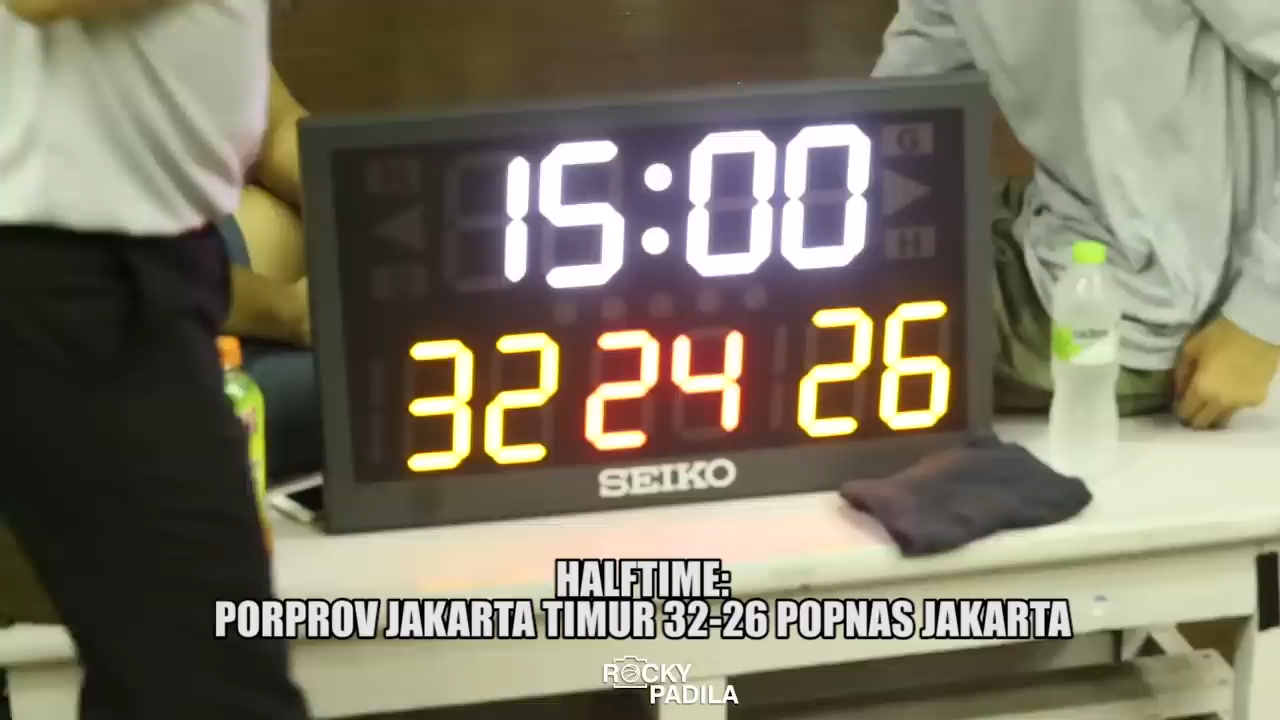 15:00
G
H
32 24 26
SEIKO
HALFTIME:
PORPROV JAKARTA TIMUR 32-26 POPNAS JAKARTA
ROCKY
PADILA